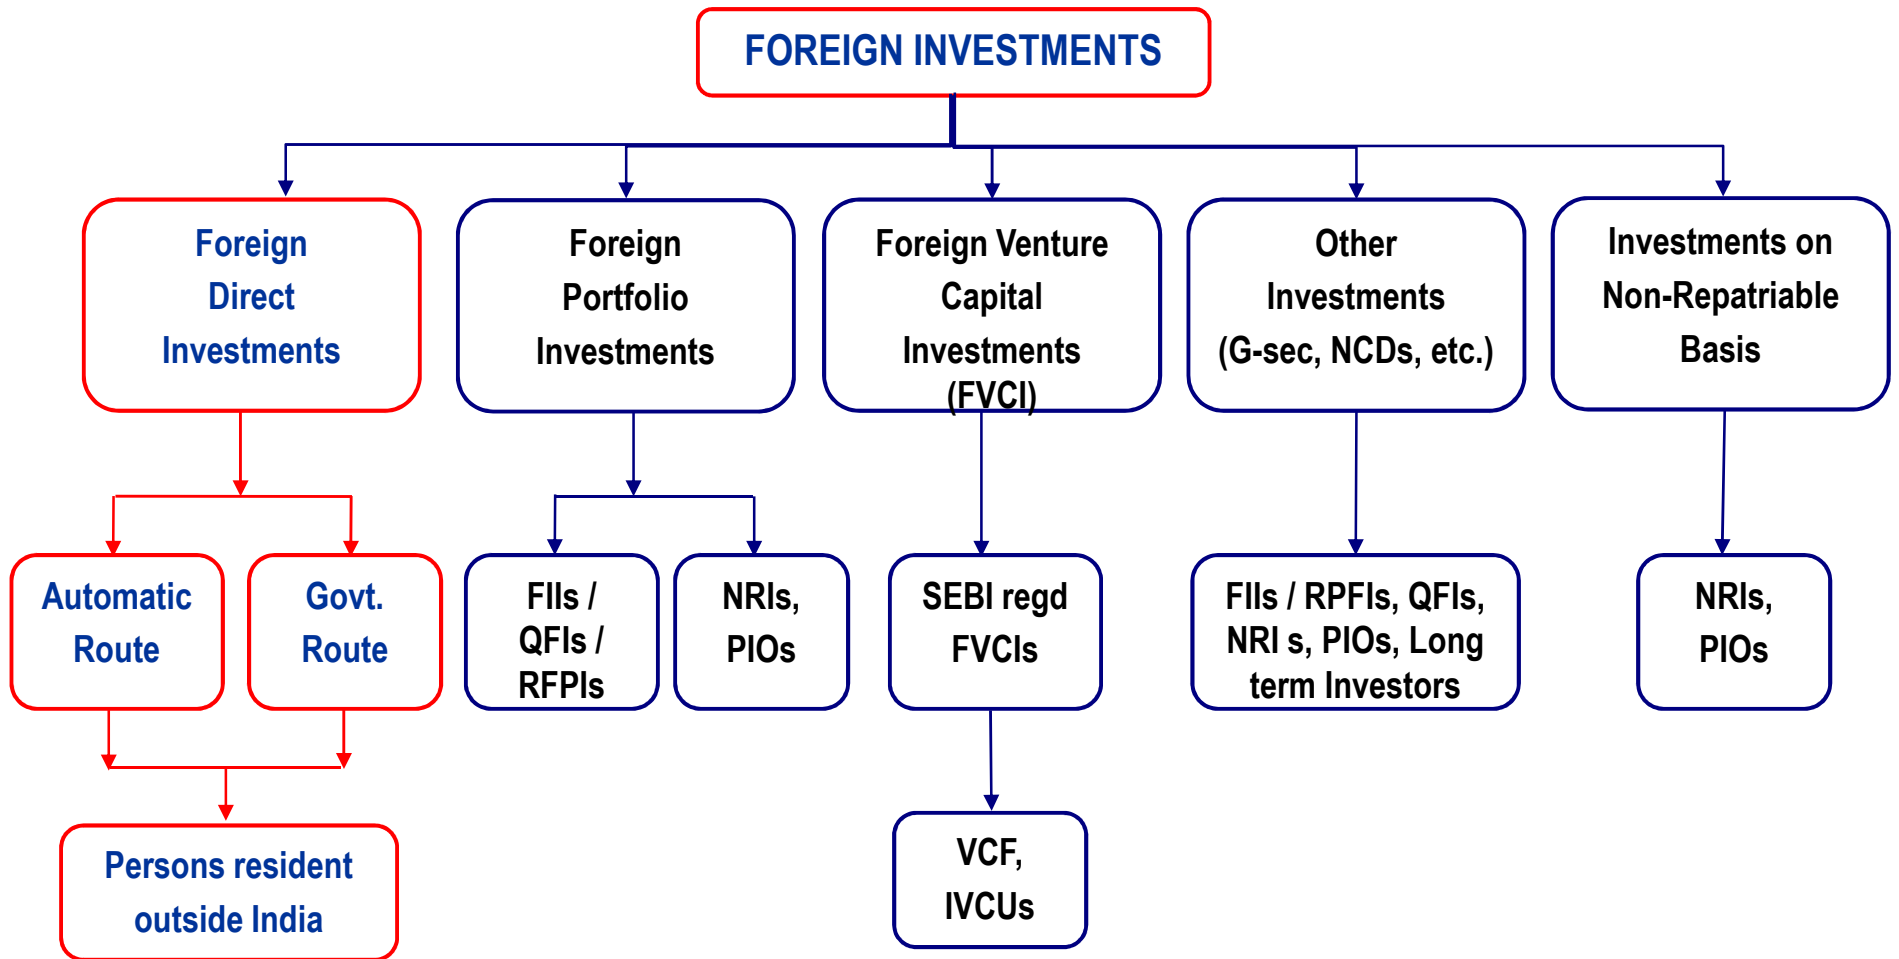 FOREIGN INVESTMENTS
Foreign
Direct
Investments
Foreign
Portfolio
Investments
Foreign Venture
Capital
Investments
(FVCI)
Other
Investments
(G-sec, NCDs, etc.)
Investments on
Non-Repatriable
Basis
Automatic
Route
Govt.
Route
FIIs /
QFIs /
RFPIs
NRIs,
PIOs
SEBI regd
FVCIs
FIIs / RPFIs, QFIs,
NRI s, PIOs, Long
term Investors
NRIs,
PIOs
Persons resident
outside India
VCF,
IVCUs